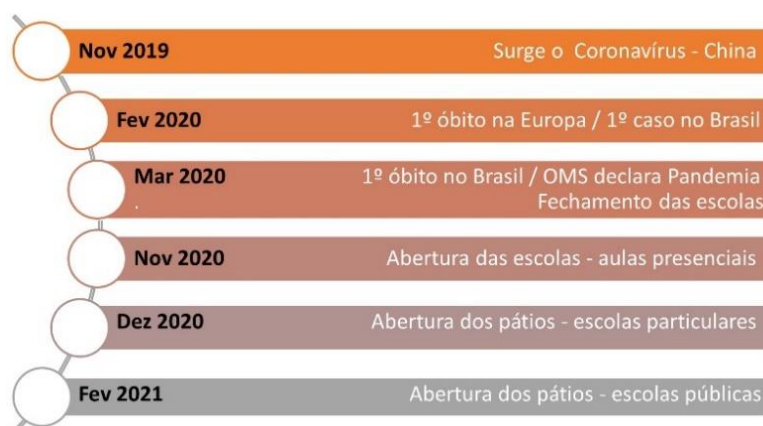 Nov 2019 Surge o Coronavírus - China
Fev 2020 1º óbito na Europa / 1º caso no Brasil
Mar 2020 1º óbito no Brasil / OMS declara Pandemia
. Fechamento das escolas
Nov 2020 Abertura das escolas - aulas presenciais
Dez 2020 Abertura dos pátios - escolas particulares
Fev 2021 Abertura dos pátios - escolas públicas